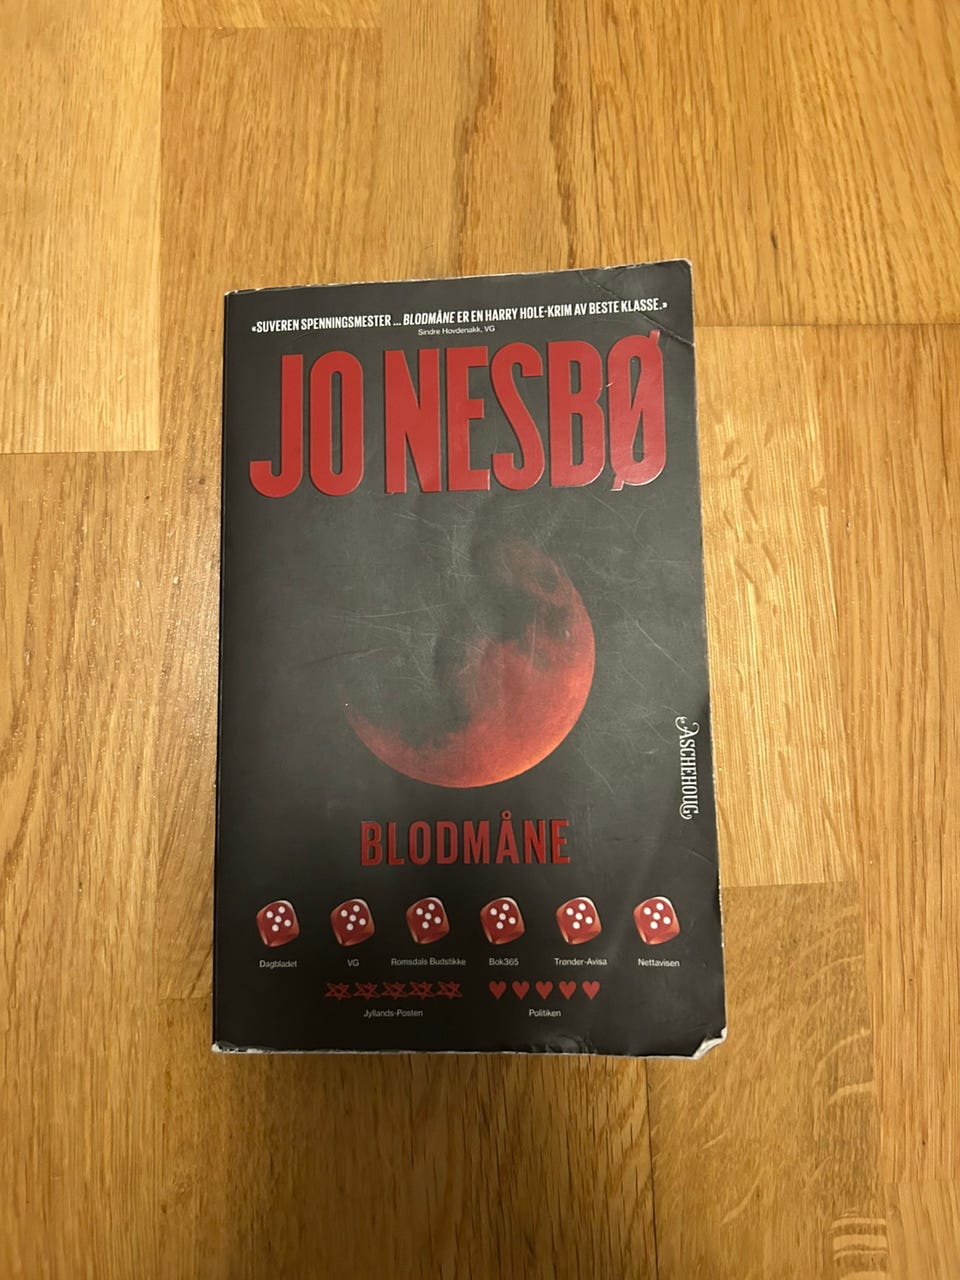 «SUVEREN SPENNINGSMESTER ... BLODMÅNE ER EN HARRY HOLE-KRIM AV BESTE KLASSE.»
Sindre Hovdenakk, VG
JO NESBØ
ASCHEHOUG
BLODMÅNE
Dagbladet
VG
Romsdals Budstikke
Bok365
Trønder-Avisa
Nettavisen
Jyllands-Posten
Politiken